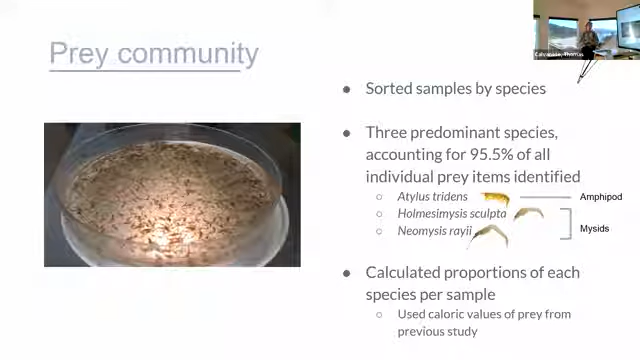 Prey community
Calvanese, Thomas
● Sorted samples by species
● Three predominant species,
accounting for 95.5% of all
individual prey items identified
○ Atylus tridens
Amphipod
○ Holmesimysis sculpta
○ Neomysis rayii
Mysids
● Calculated proportions of each
species per sample
○ Used caloric values of prey from
previous study